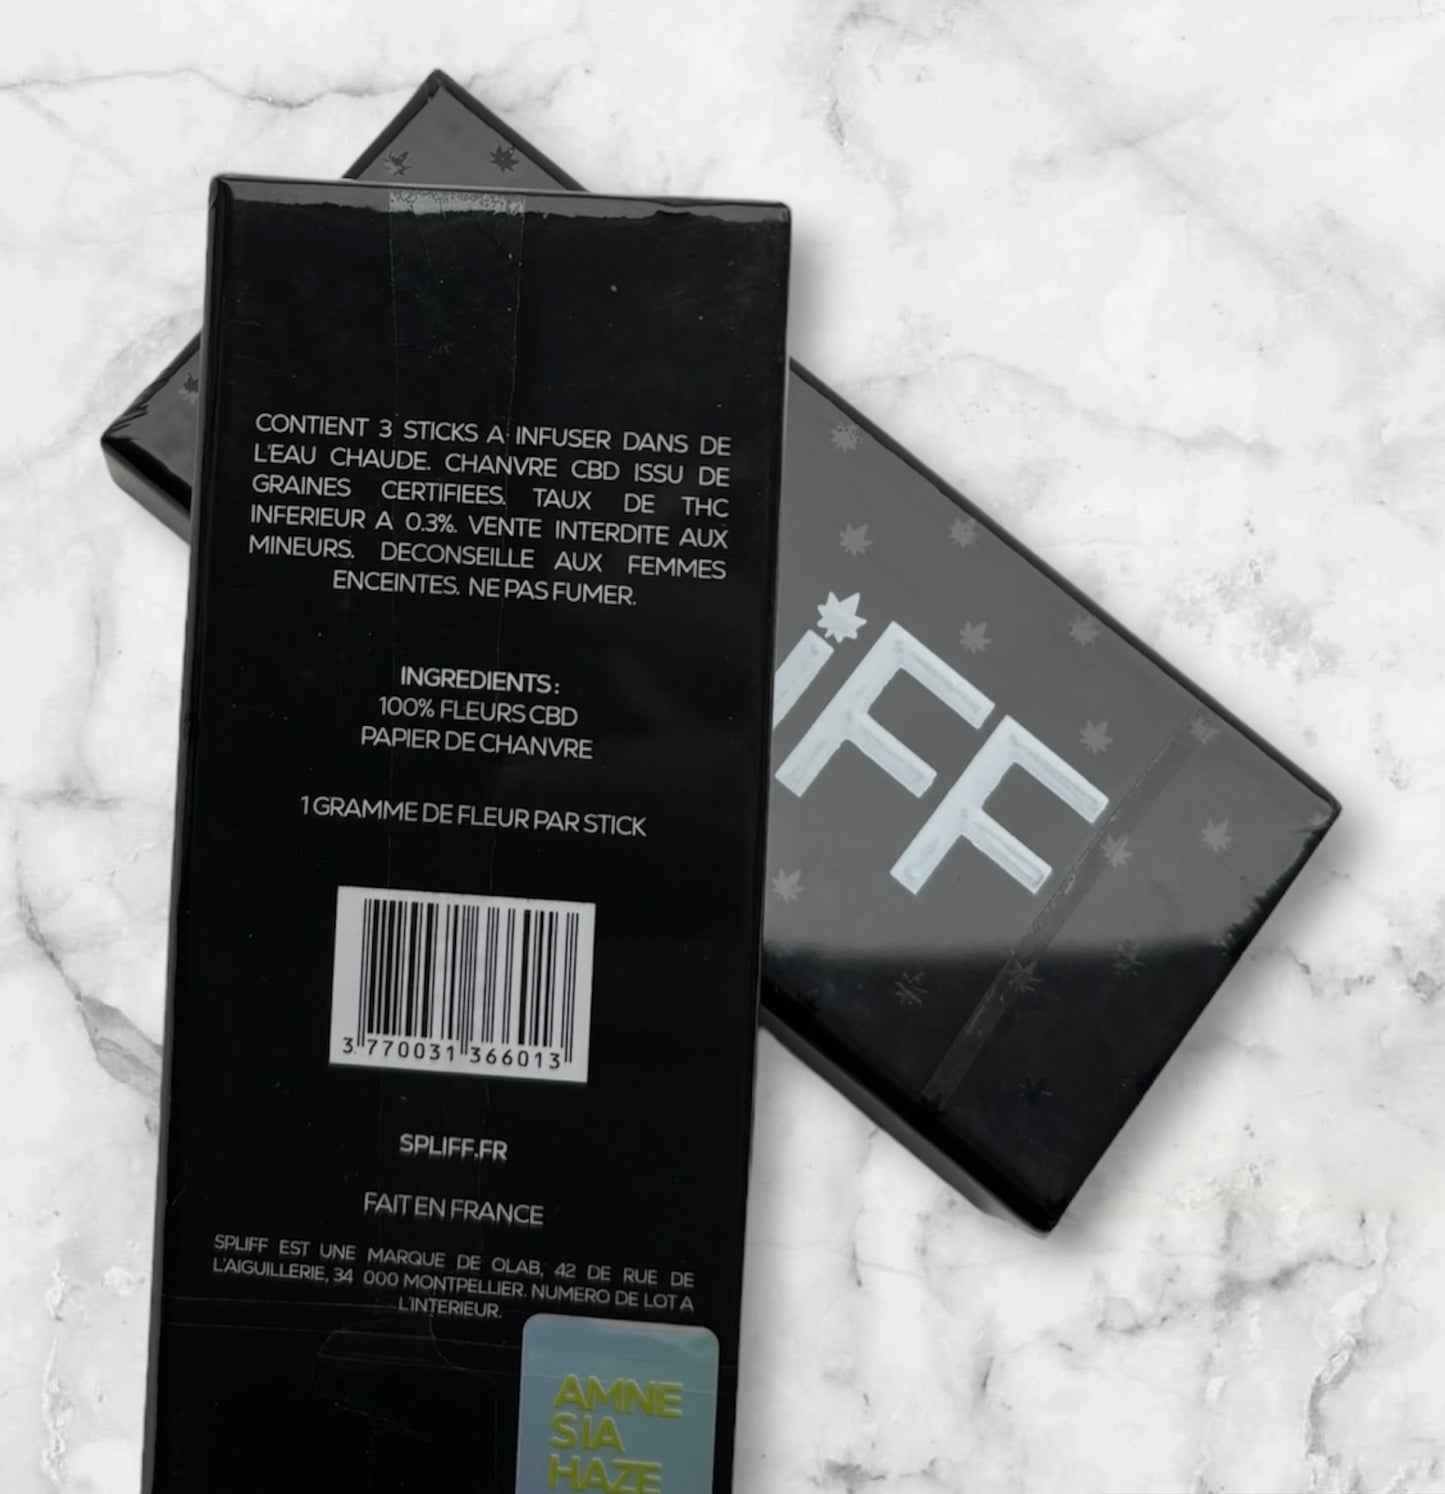 CONTIENT 3 STICKS A INFUSER DANS DE
L'EAU CHAUDE. CHANVRE CBD ISSU DE
GRAINES CERTIFIEES. TAUX DE THC
INFERIEUR A 0.3%. VENTE INTERDITE AUX
MINEURS. DECONSEILLE AUX FEMMES
ENCEINTES. NE PAS FUMER.
INGREDIENTS :
100% FLEURS CBD
PAPIER DE CHANVRE
1 GRAMME DE FLEUR PAR STICK
3 770031 366013
SPLIFF.FR
FAIT EN FRANCE
SPLIFF EST UNE MARQUE DE OLAB, 42 DE RUE DE
L'AIGUILLERIE, 34 000 MONTPELLIER. NUMERO DE LOT A
L'INTERIEUR.
AMNE
SIA
HAZE
iFF